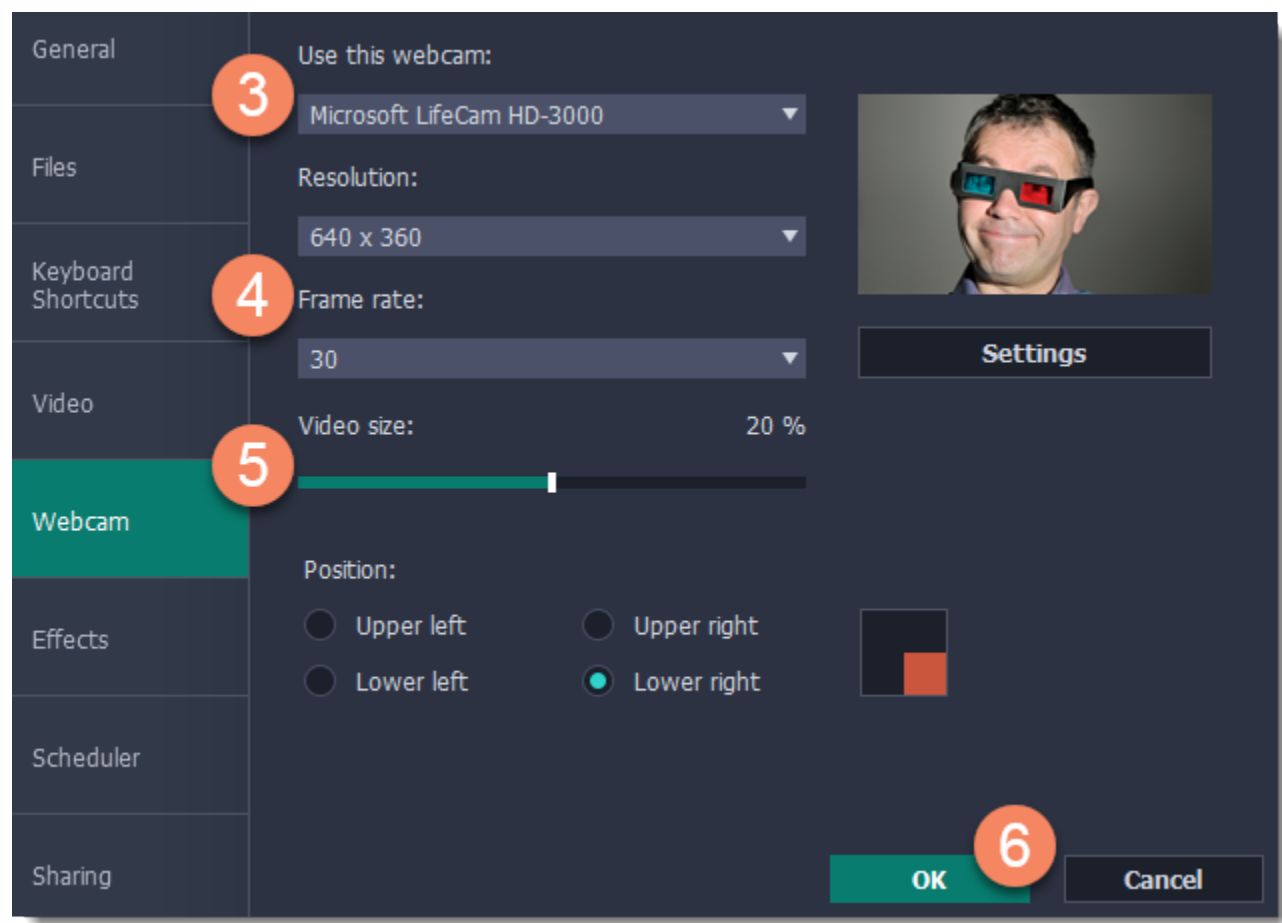 General
Files
Keyboard
Shortcuts
Video
Webcam
Effects
Scheduler
Sharing
3
Use this webcam:
Microsoft LifeCam HD-3000
Resolution:
640 x 360
4
Frame rate:
30
5
Video size: 20 %
Settings
Position:
Upper left
Upper right
Lower left
Lower right
6
OK
Cancel